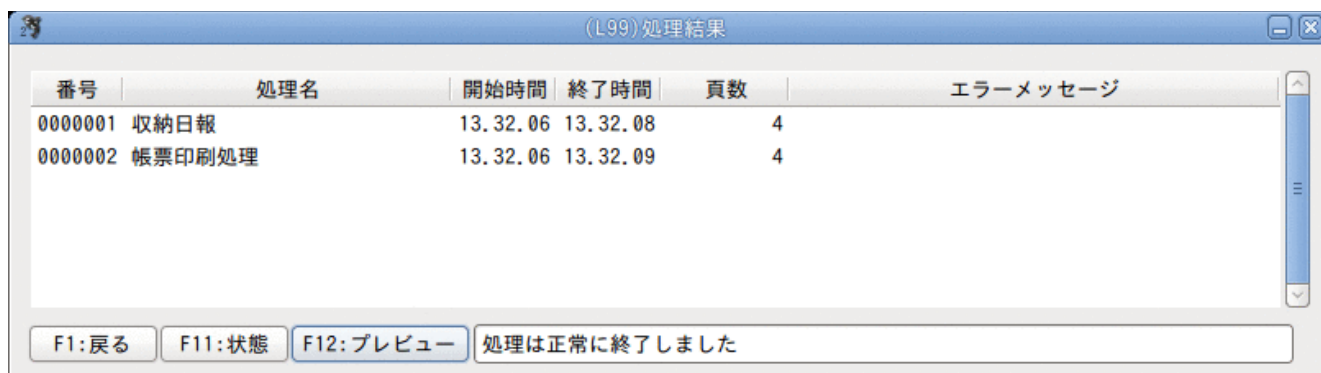 (L99)処理結果
番号 処理名 開始時間 終了時間 頁数 エラーメッセージ
0000001 収納日報 13.32.06 13.32.08 4
0000002 帳票印刷処理 13.32.06 13.32.09 4
F1:戻る F11:状態 F12:プレビュー 処理は正常に終了しました